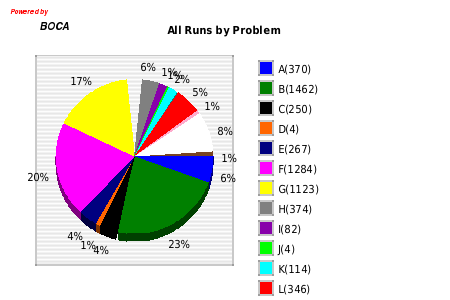 Powered by
BOCA
All Runs by Problem
6%
1%
1%
2%
5%
1%
8%
1%
6%
23%
4%
1%
4%
20%
17%
A(370)
B(1462)
C(250)
D(4)
E(267)
F(1284)
G(1123)
H(374)
I(82)
J(4)
K(114)
L(346)